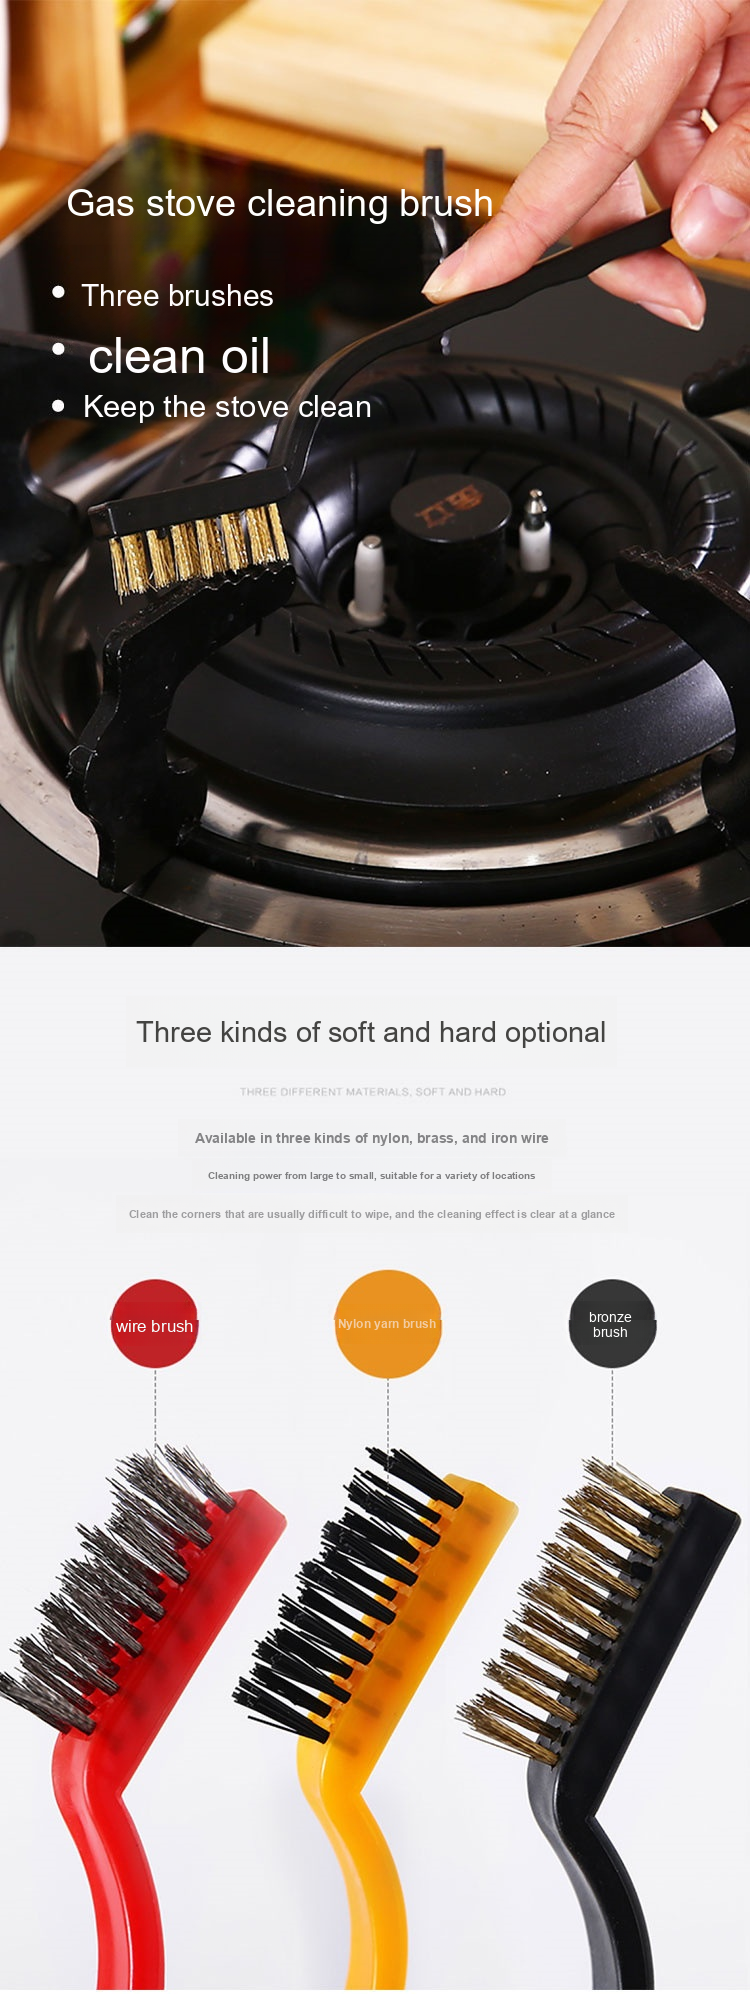 Gas stove cleaning brush
• Three brushes
• clean oil
• Keep the stove clean
Three kinds of soft and hard optional
THREE DIFFERENT MATERIALS, SOFT AND HARD
Available in three kinds of nylon, brass, and iron wire
Cleaning power from large to small, suitable for a variety of locations
Clean the corners that are usually difficult to wipe, and the cleaning effect is clear at a glance
wire brush
Nylon yarn brush
bronze
brush